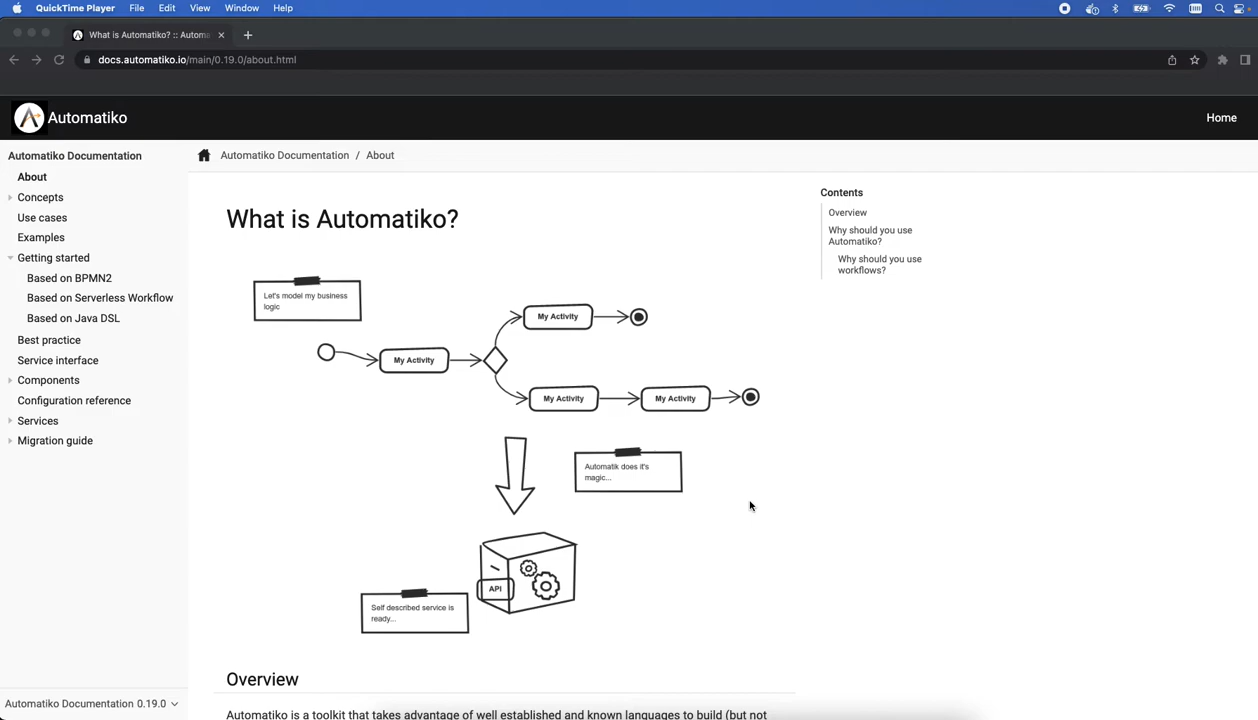 QuickTime Player File Edit View Window Help
What is Automatiko? :: Automa
docs.automatiko.io/main/0.19.0/about.html
Automatiko
Home
Automatiko Documentation
About
Concepts
Use cases
Examples
Getting started
Based on BPMN2
Based on Serverless Workflow
Based on Java DSL
Best practice
Service interface
Components
Configuration reference
Services
Migration guide
Automatiko Documentation 0.19.0
Automatiko Documentation / About
What is Automatiko?
Let's model my business
logic
My Activity
My Activity
My Activity
My Activity
Automatik does it's
magic...
API
Self described service is
ready...
Overview
Automatiko is a toolkit that takes advantage of well established and known languages to build (but not
Contents
Overview
Why should you use
Automatiko?
Why should you use
workflows?